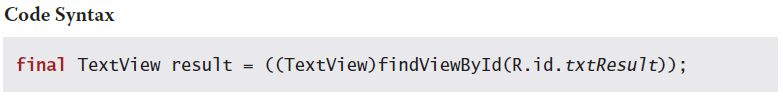 Code Syntax
final TextView result = ((TextView)findViewById(R.id.txtResult));